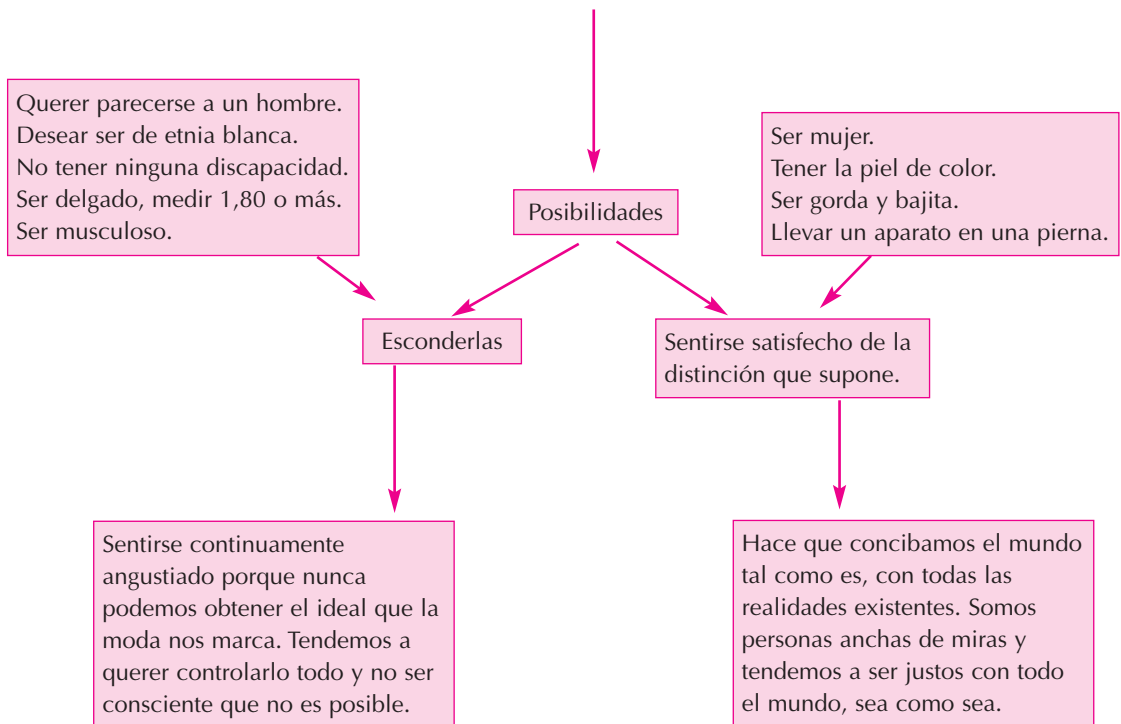 Querer parecerse a un hombre.
Desear ser de etnia blanca.
No tener ninguna discapacidad.
Ser delgado, medir 1,80 o más.
Ser musculoso.
Posibilidades
Ser mujer.
Tener la piel de color.
Ser gorda y bajita.
Llevar un aparato en una pierna.
Esconderlas
Sentirse satisfecho de la
distinción que supone.
Sentirse continuamente
angustiado porque nunca
podemos obtener el ideal que la
moda nos marca. Tendemos a
querer controlarlo todo y no ser
consciente que no es posible.
Hace que concibamos el mundo
tal como es, con todas las
realidades existentes. Somos
personas anchas de miras y
tendemos a ser justos con todo
el mundo, sea como sea.